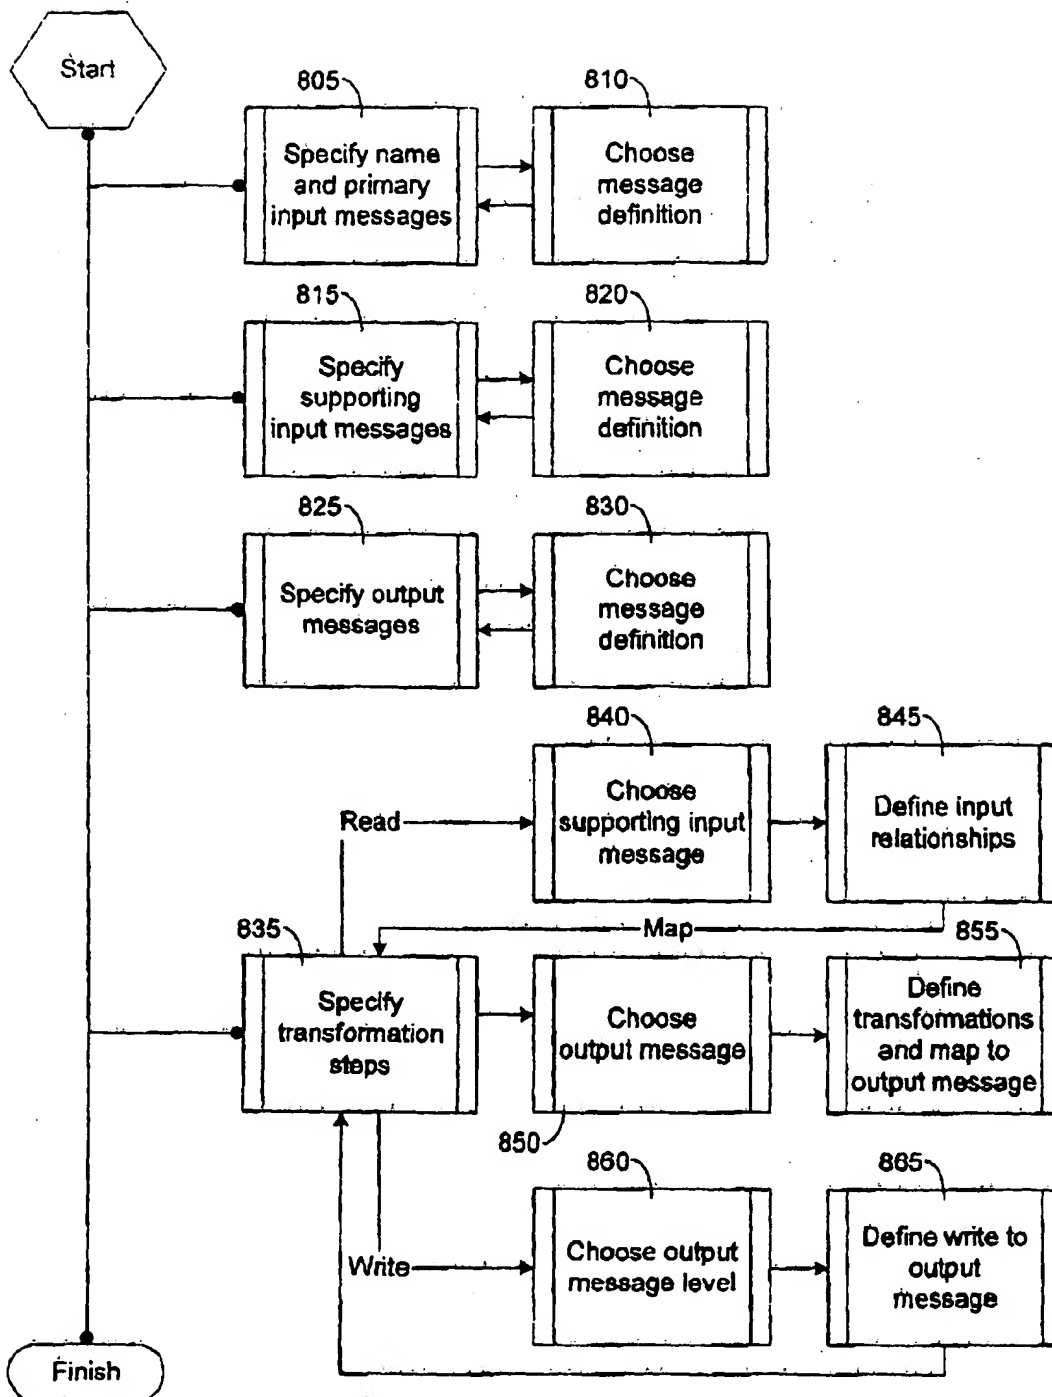 Start
805
810
Specify name
and primary
input messages
Choose
message
definition
815
820
Specify
supporting
input messages
Choose
message
definition
825
830
Specify output
messages
Choose
message
definition
840
845
Read
Choose
supporting input
message
Define input
relationships
835
Map
855
Specify
transformation
steps
Choose
output message
Define
transformations
and map to
output message
850
860
865
Write
Choose output
message level
Define write to
output
message
Finish